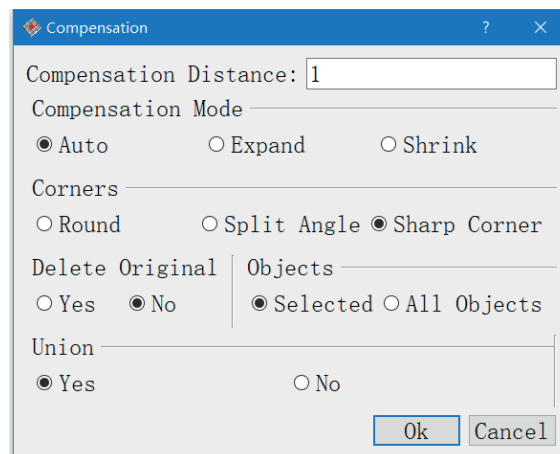 Compensation ? ×
Compensation Distance: 1
Compensation Mode
Auto Expand Shrink
Corners
Round Split Angle Sharp Corner
Delete Original Objects
Yes No Selected All Objects
Union
Yes No
Ok Cancel